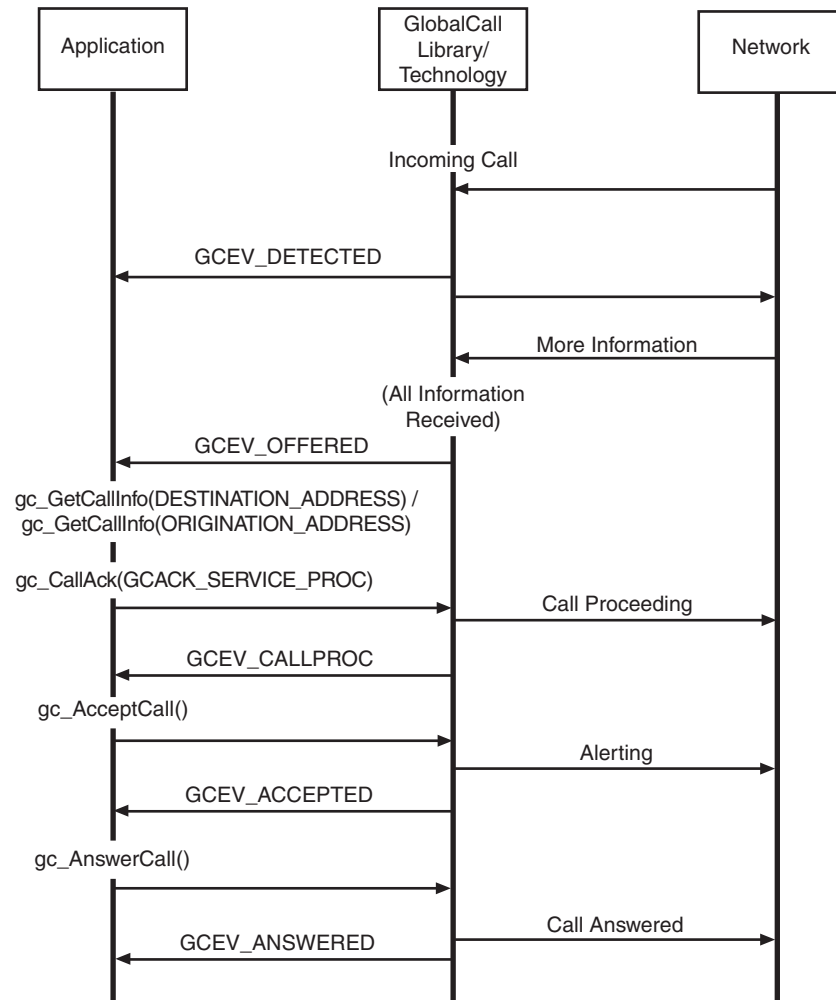 Application
GlobalCall
Library/
Technology
Network
Incoming Call
GCEV_DETECTED
More Information
(All Information
Received)
GCEV_OFFERED
gc_GetCallInfo(DESTINATION_ADDRESS) /
gc_GetCallInfo(ORIGINATION_ADDRESS)
gc_CallAck(GCACK_SERVICE_PROC)
Call Proceeding
GCEV_CALLPROC
gc_AcceptCall()
Alerting
GCEV_ACCEPTED
gc_AnswerCall()
Call Answered
GCEV_ANSWERED